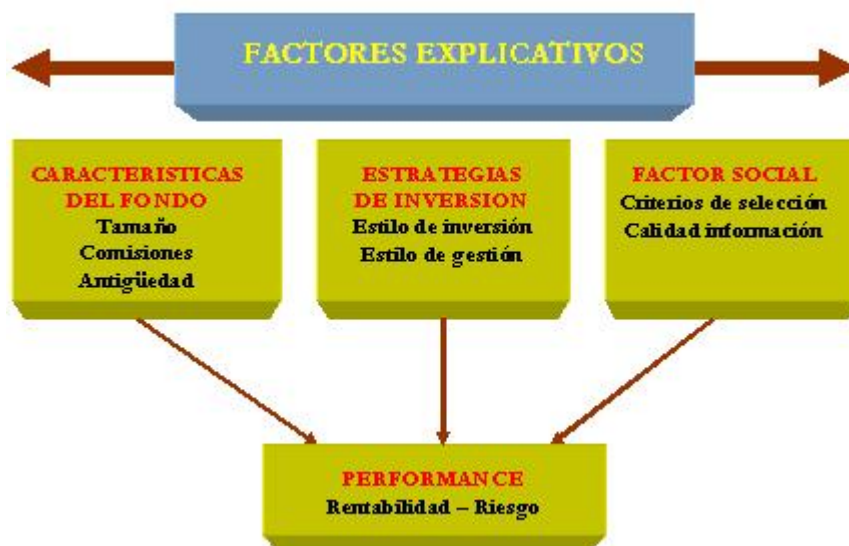 FACTORES EXPLICATIVOS
CARACTERISTICAS
DEL FONDO
Tamaño
Comisiones
Antigüedad
ESTRATEGIAS
DE INVERSION
Estilo de inversión
Estilo de gestión
FACTOR SOCIAL
Criterios de selección
Calidad información
PERFORMANCE
Rentabilidad – Riesgo